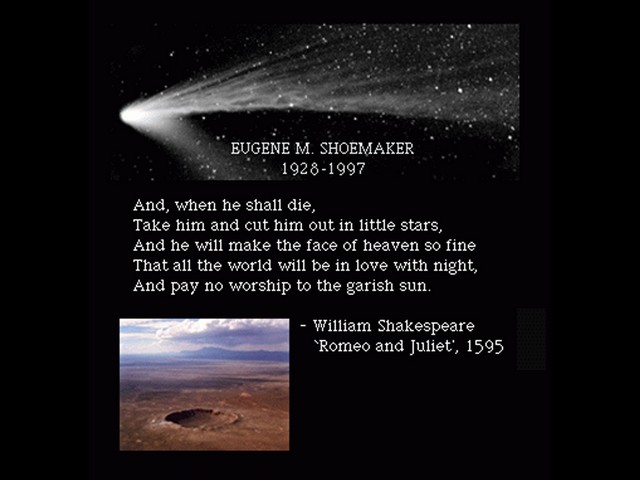 EUGENE M. SHOEMAKER
1928-1997
And, when he shall die,
Take him and cut him out in little stars,
And he will make the face of heaven so fine
That all the world will be in love with night,
And pay no worship to the garish sun.
- William Shakespeare
`Romeo and Juliet', 1595